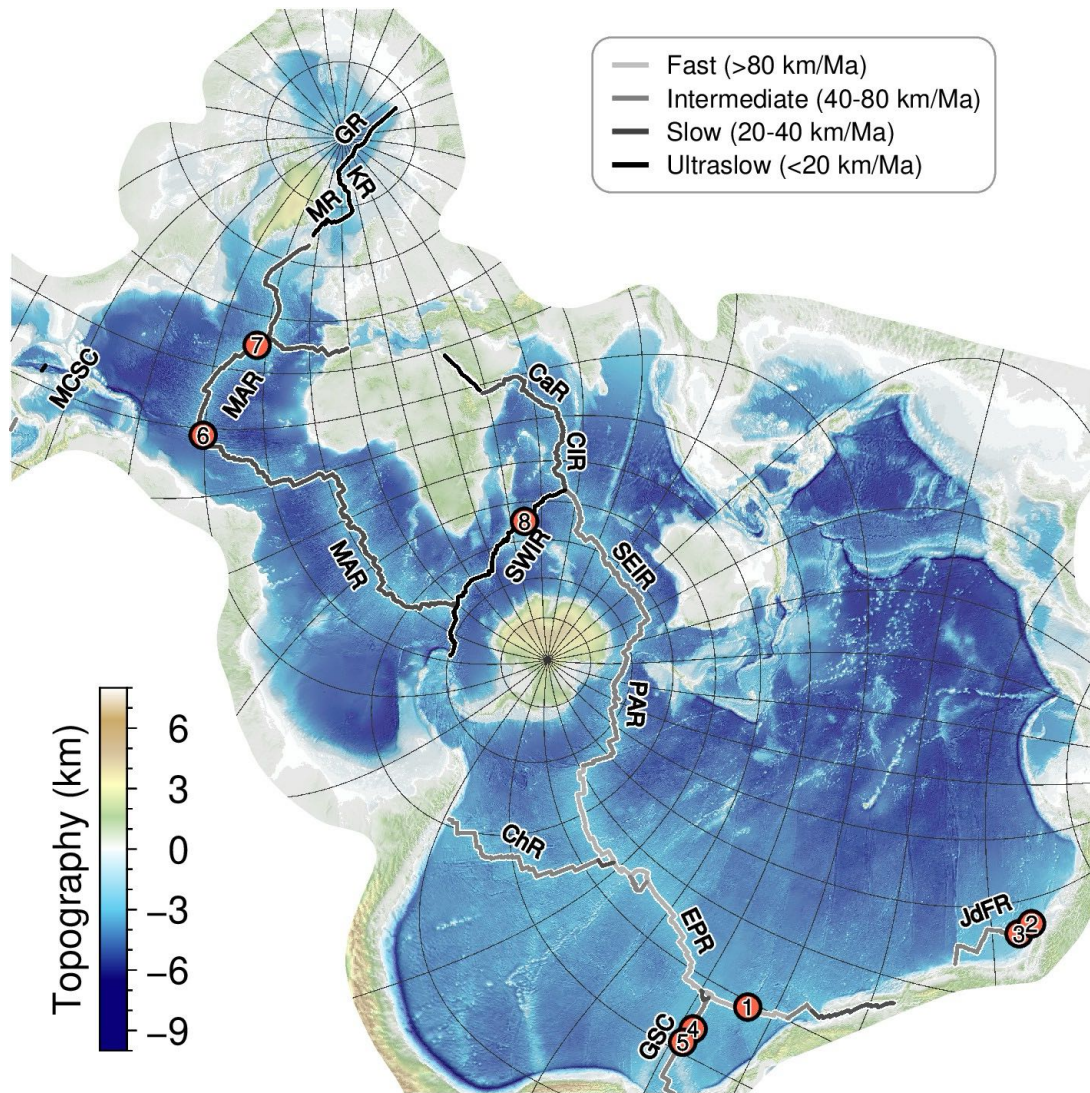 Fast (>80 km/Ma)
Intermediate (40-80 km/Ma)
Slow (20-40 km/Ma)
Ultraslow (<20 km/Ma)
GR
KR
MR
7
MCSC
MAR
CaR
6
CIR
8
SWIR
SEIR
MAR
PAR
Topography (km)
6
3
0
−3
−6
−9
ChR
EPR
JdFR
2
3
1
GSC
4
5